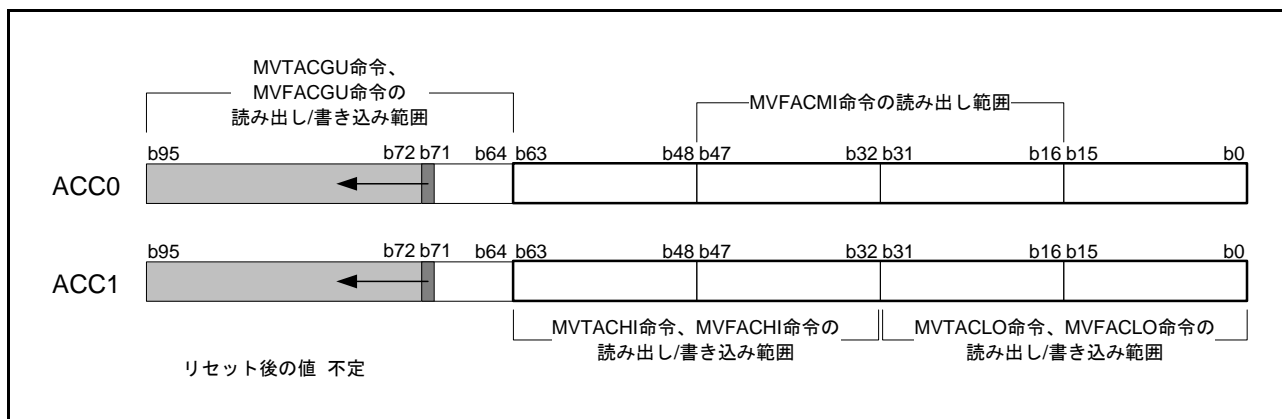 MVTACGU命令、
MVFACGU命令の
読み出し/書き込み範囲
MVFACMI命令の読み出し範囲
b95 b72 b71 b64 b63 b48 b47 b32 b31 b16 b15 b0
ACC0
b95 b72 b71 b64 b63 b48 b47 b32 b31 b16 b15 b0
ACC1
MVTACHI命令、MVFACHI命令の
読み出し/書き込み範囲
MVTACLO命令、MVFACLO命令の
読み出し/書き込み範囲
リセット後の値 不定